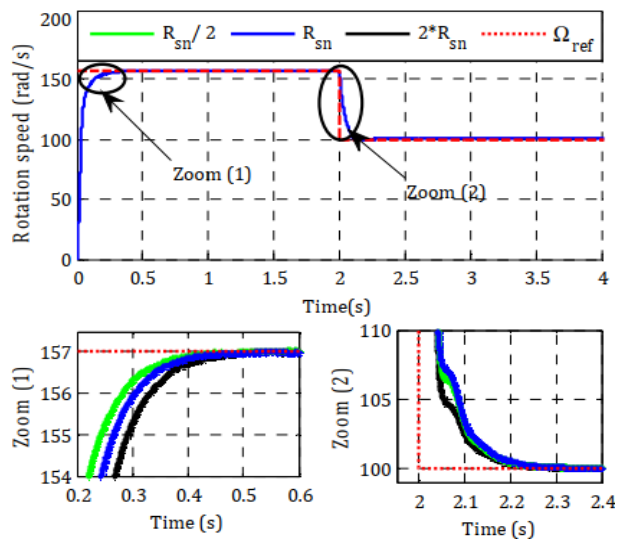 R_sn/ 2 R_sn 2*R_sn Ω_ref
Rotation speed (rad/s)
200
150
100
50
0
Zoom (1)
Zoom (2)
0 0.5 1 1.5 2 2.5 3 3.5 4
Time(s)
Zoom (1)
157
156
155
154
0.2 0.3 0.4 0.5 0.6
Time (s)
Zoom (2)
110
105
100
2 2.1 2.2 2.3 2.4
Time (s)